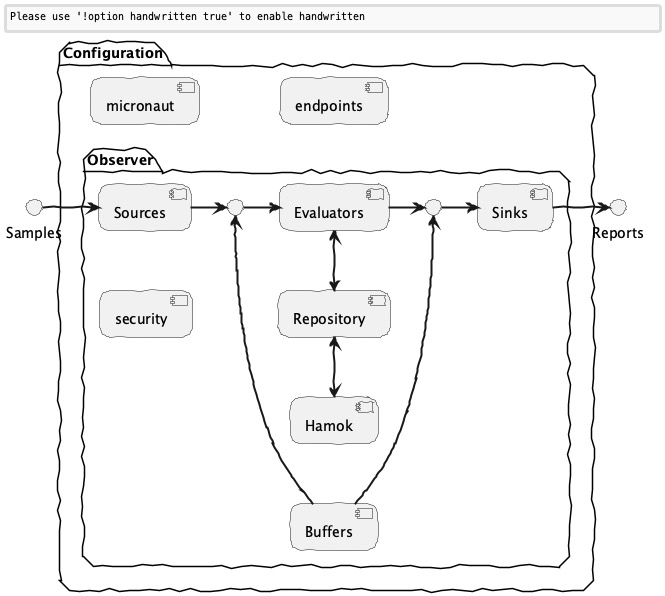 Please use '!option handwritten true' to enable handwritten
Configuration
micronaut
endpoints
Observer
Samples
Sources
Evaluators
Sinks
Reports
security
Repository
Hamok
Buffers